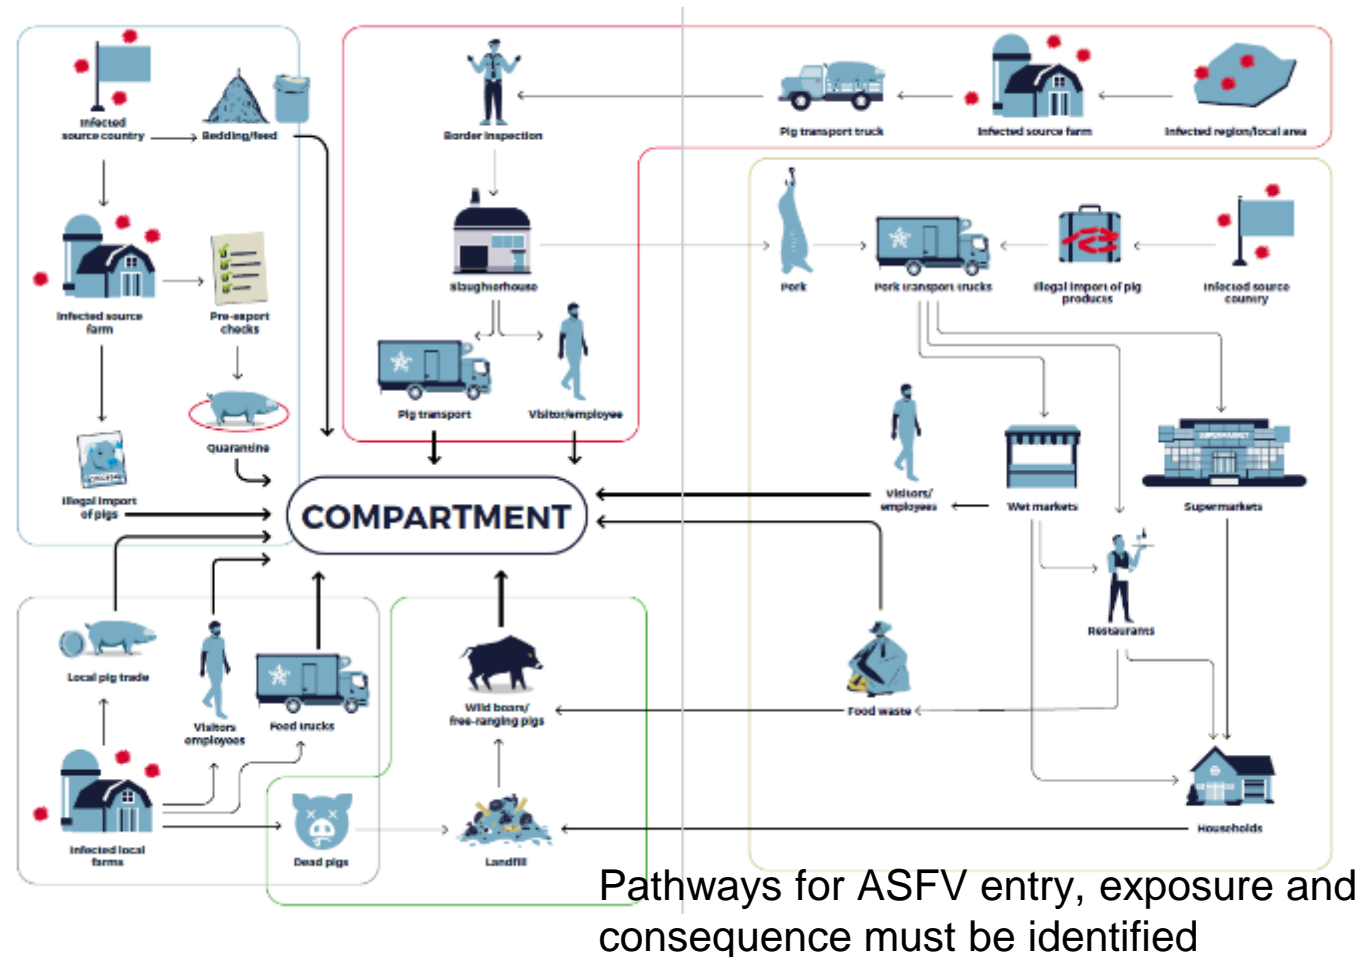 Infected
source country
Bedding/feed
Infected source
farm
Pre-export
checks
Quarantine
Illegal import
of pigs
Border inspection
Slaughterhouse
Pig transport
Visitor/employee
Pig transport truck
Infected source farm
Infected region/local area
Pork
Pork transport trucks
Illegal import of pig
products
Infected source
country
Visitors/
employees
Wet markets
SUPERMARKET
Supermarkets
Restaurants
Food waste
Households
COMPARTMENT
Local pig trade
Visitors
employees
Feed trucks
Infected local
farms
Dead pigs
Wild boars/
free-ranging pigs
Landfill
Pathways for ASFV entry, exposure and
consequence must be identified